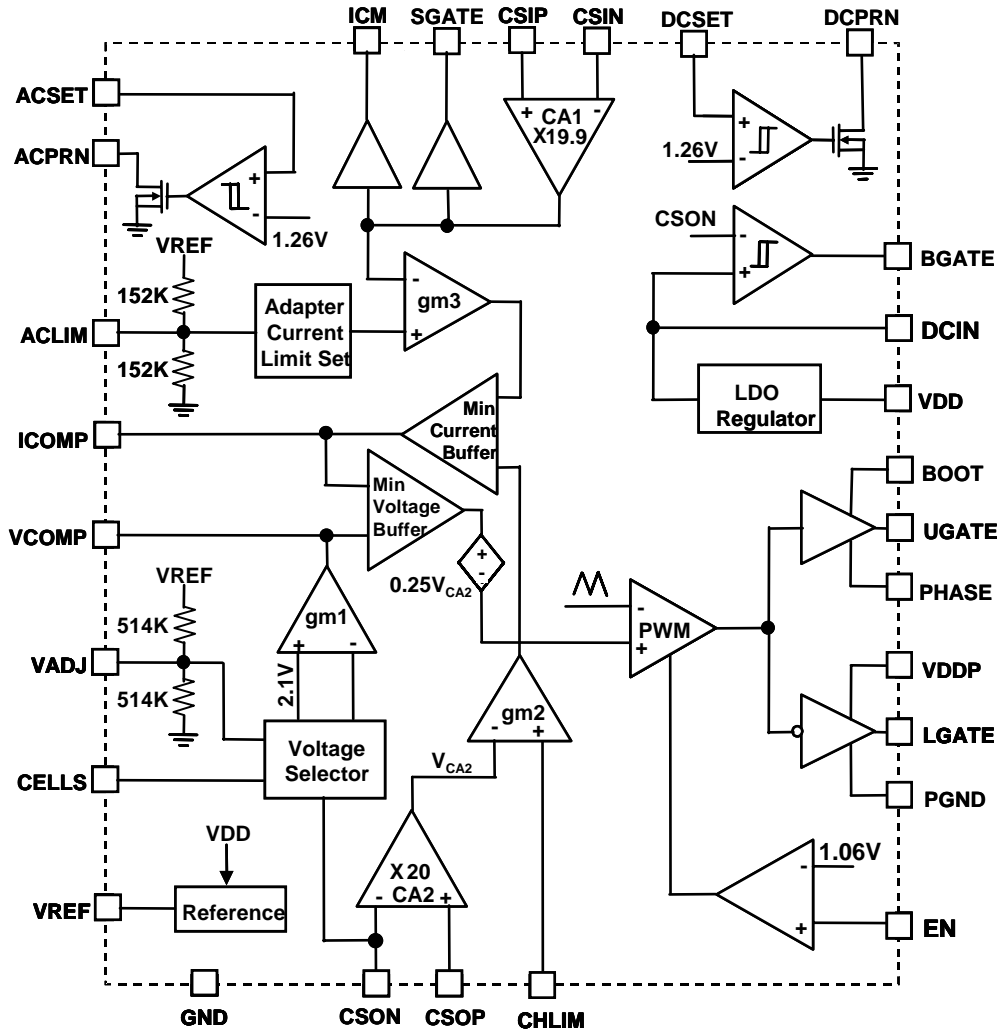 ICM
SGATE
CSIP
CSIN
DCSET
DCPRN
ACSET
ACPRN
+
-
1.26V
+
-
CA1
X19.9
+
-
1.26V
CSON
-
+
BGATE
VREF
152K
ACLIM
152K
Adapter
Current
Limit Set
-
+
gm3
DCIN
LDO
Regulator
VDD
Min
Current
Buffer
ICOMP
Min
Voltage
Buffer
VCOMP
+
-
0.25VCA2
BOOT
UGATE
PHASE
VREF
514K
VADJ
514K
gm1
+
-
2.1V
-
+
PWM
VDDP
LGATE
PGND
gm2
-
+
Voltage
Selector
CELLS
VCA2
X20
CA2
-
+
VDD
VREF
Reference
1.06V
-
+
EN
GND
CSON
CSOP
CHLIM